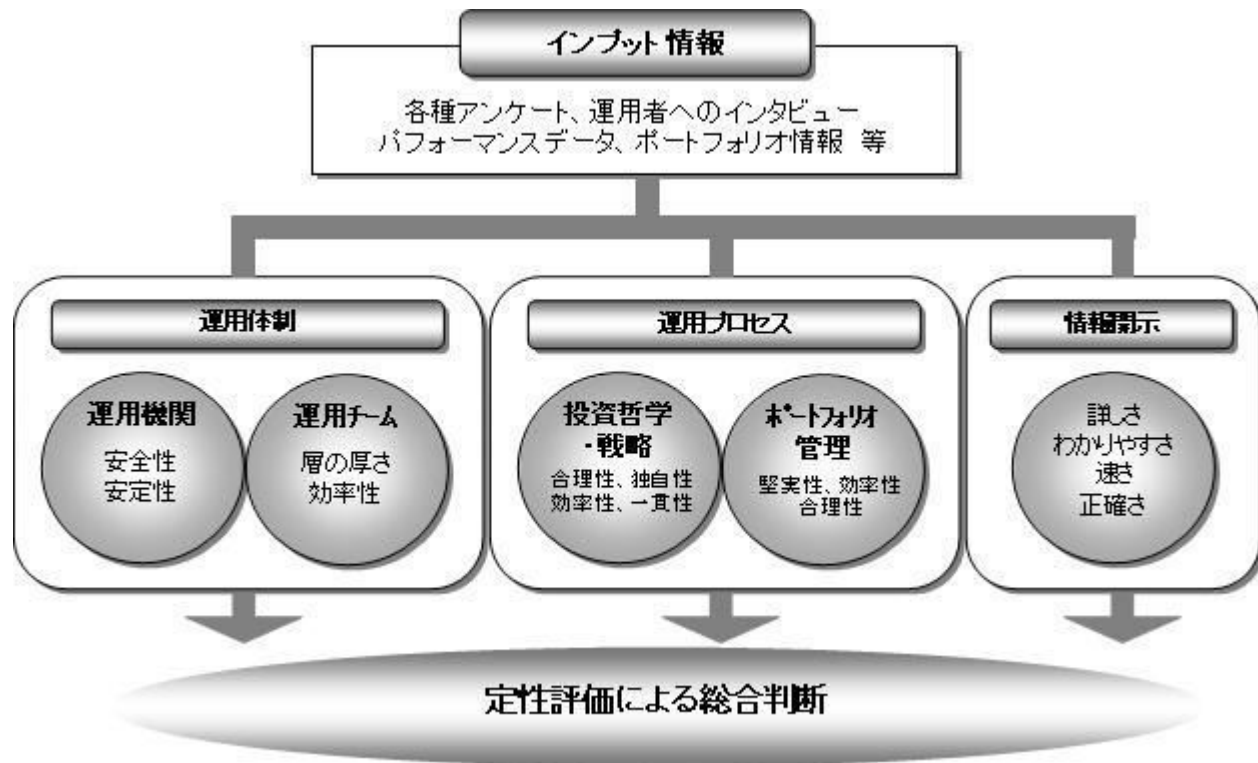 インプット情報
各種アンケート、運用者へのインタビュー
パフォーマンスデータ、ポートフォリオ情報 等
運用体制
運用機関
安全性
安定性
運用チーム
層の厚さ
効率性
運用プロセス
投資哲学
・戦略
合理性、独自性
効率性、一貫性
ポートフォリオ
管理
堅実性、効率性
合理性
情報開示
詳しさ
わかりやすさ
速さ
正確さ
定性評価による総合判断